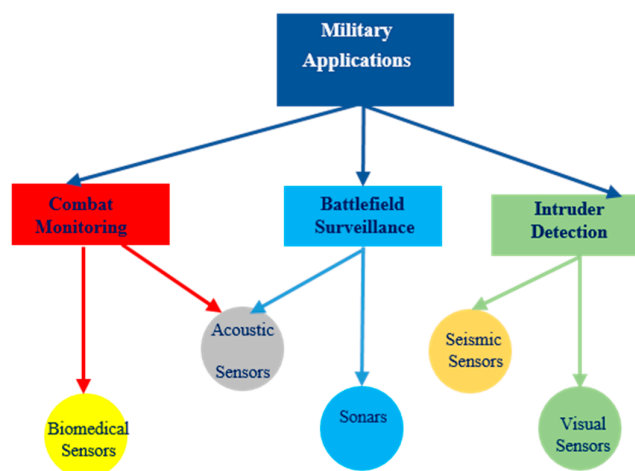 Military
Applications
Combat
Monitoring
Battlefield
Surveillance
Intruder
Detection
Acoustic
Sensors
Seismic
Sensors
Biomedical
Sensors
Sonars
Visual
Sensors